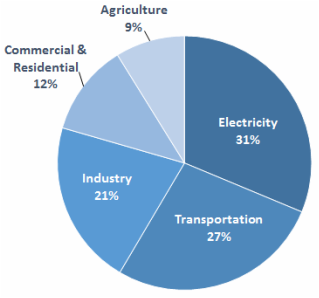 Agriculture
9%
Commercial &
Residential
12%
Electricity
31%
Industry
21%
Transportation
27%